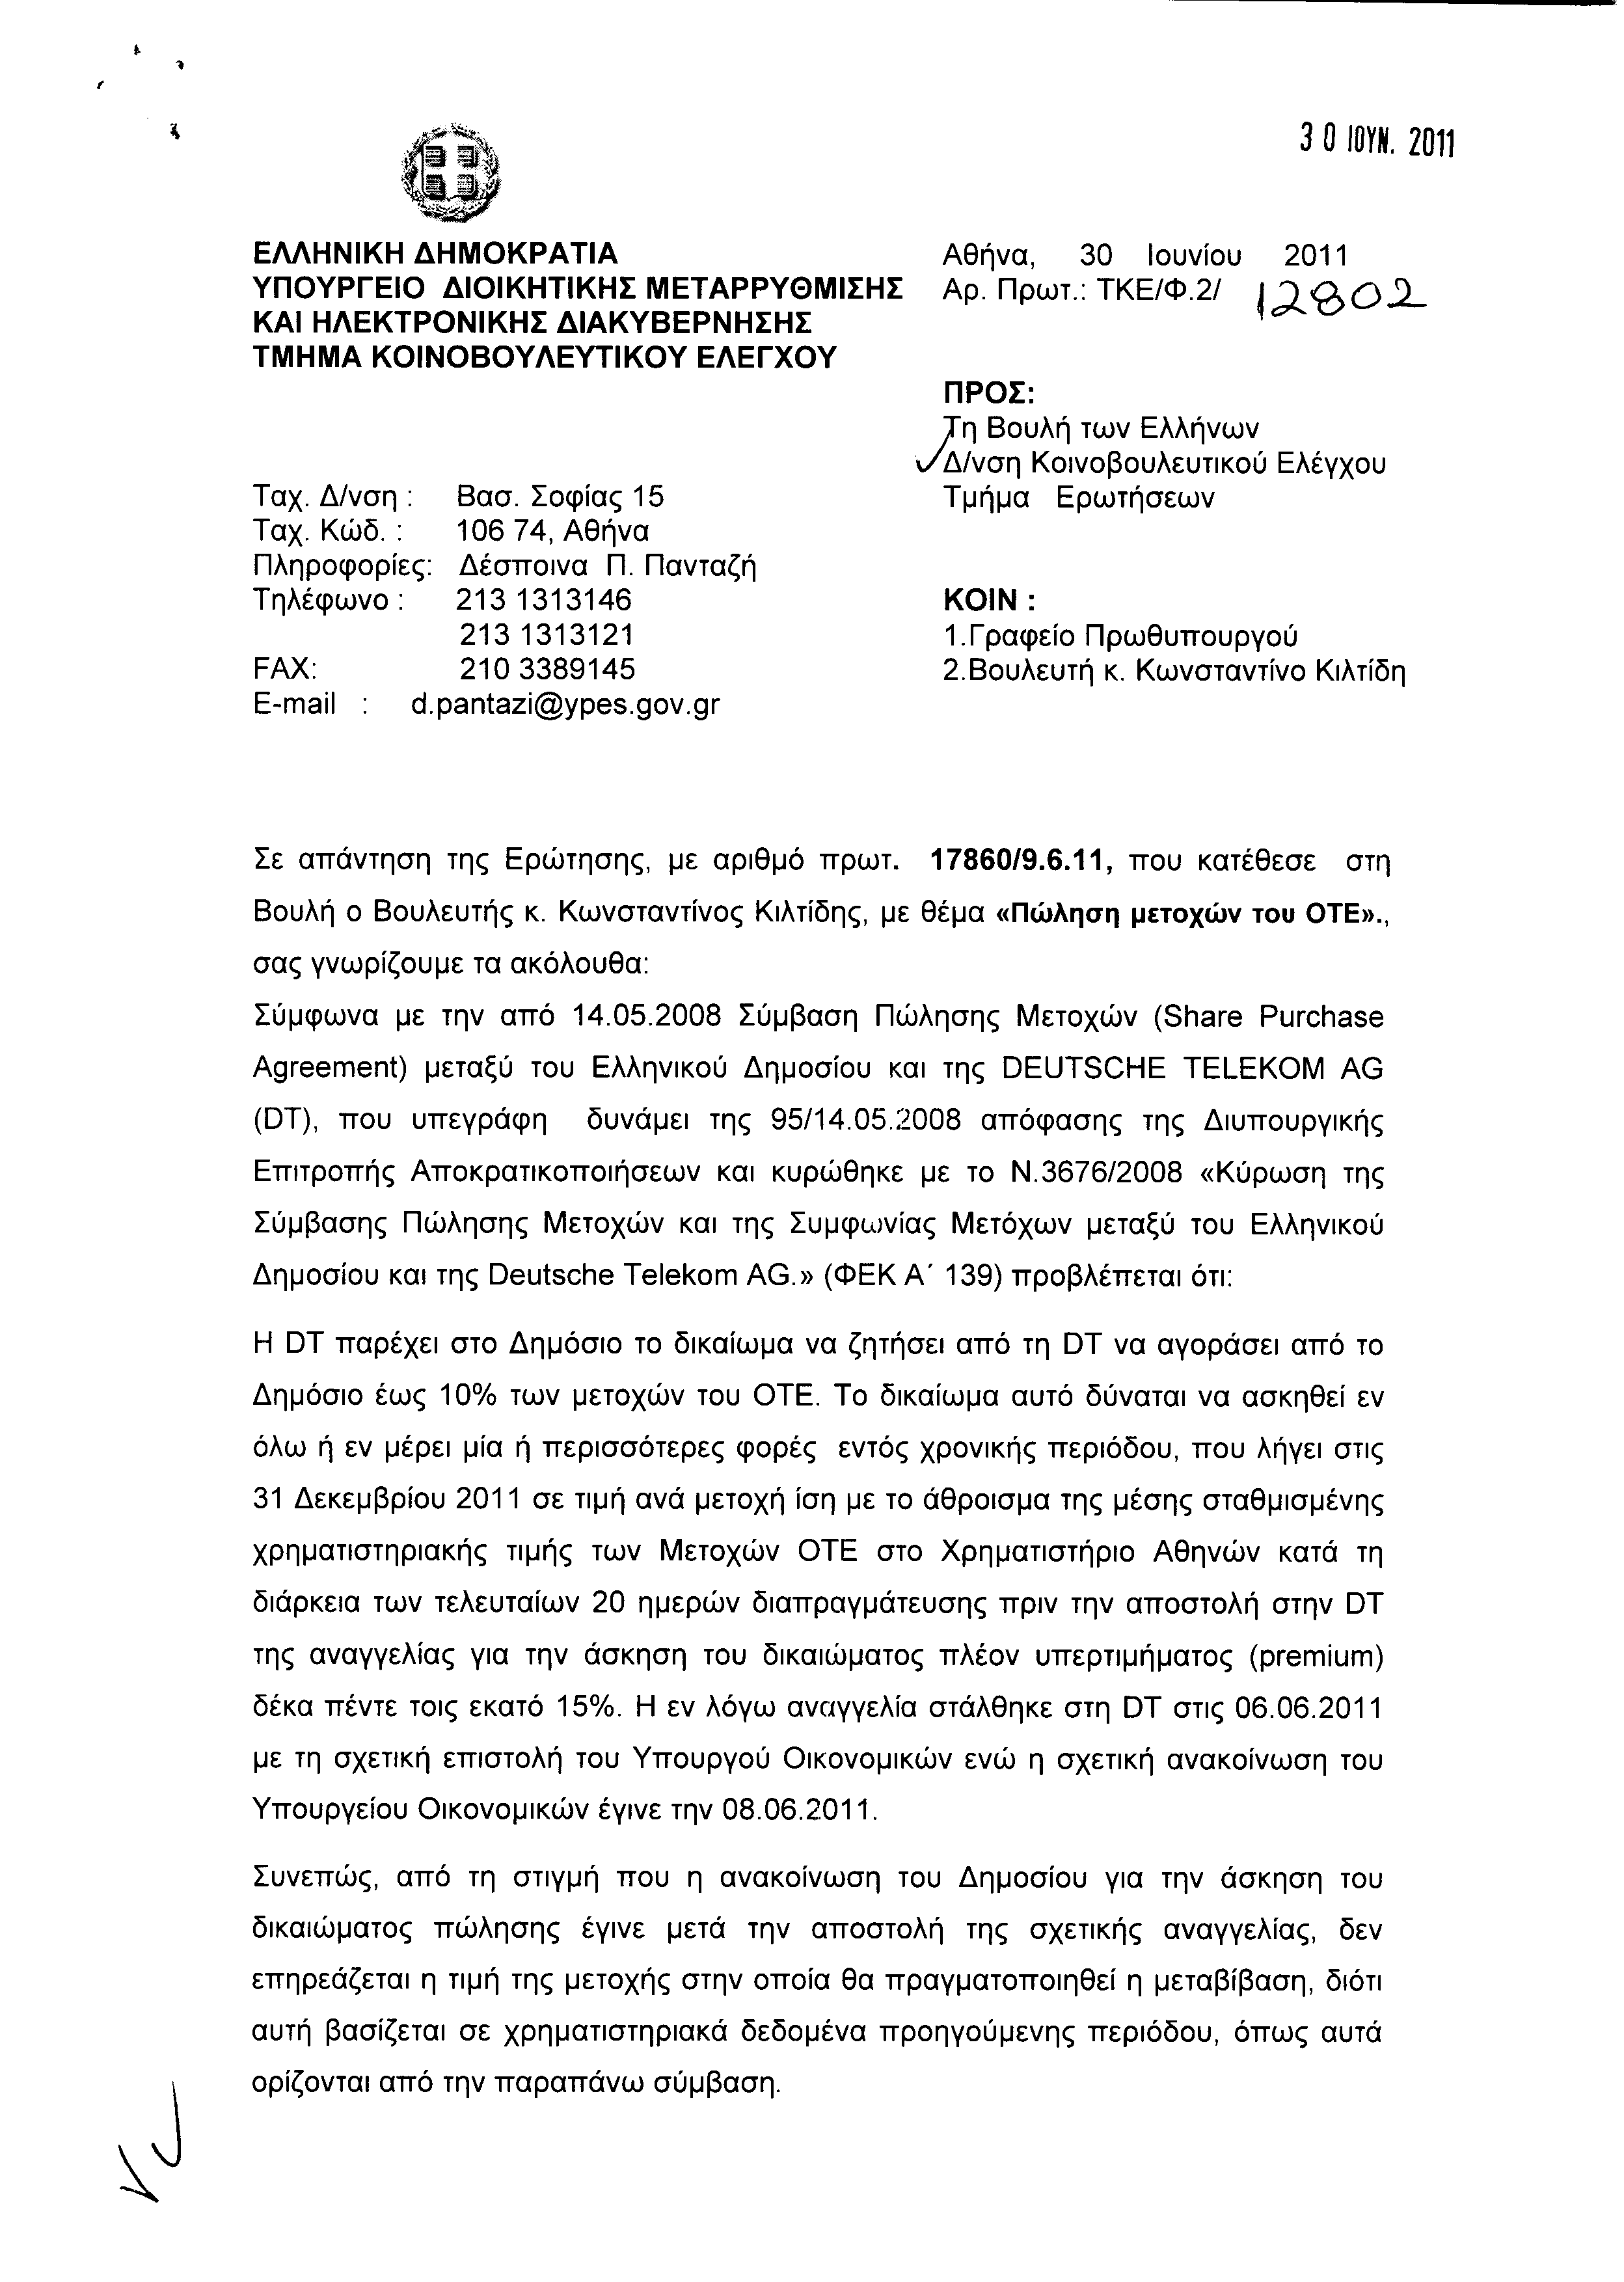 3 0 ΙΟΥΝ. 2011
ΕΛΛΗΝΙΚΗ ΔΗΜΟΚΡΑΤΙΑ
ΥΠΟΥΡΓΕΙΟ ΔΙΟΙΚΗΤΙΚΗΣ ΜΕΤΑΡΡΥΘΜΙΣΗΣ
ΚΑΙ ΗΛΕΚΤΡΟΝΙΚΗΣ ΔΙΑΚΥΒΕΡΝΗΣΗΣ
ΤΜΗΜΑ ΚΟΙΝΟΒΟΥΛΕΥΤΙΚΟΥ ΕΛΕΓΧΟΥ
Αθήνα, 30 Ιουνίου 2011
Αρ. Πρωτ.: ΤΚΕ/Φ.2/ 12802
ΠΡΟΣ:
Τη Βουλή των Ελλήνων
Δ/νση Κοινοβουλευτικού Ελέγχου
Τμήμα Ερωτήσεων
Ταχ. Δ/νση : Βασ. Σοφίας 15
Ταχ. Κώδ. : 106 74, Αθήνα
Πληροφορίες: Δέσποινα Π. Πανταζή
Τηλέφωνο : 213 1313146
213 1313121
FAX: 210 3389145
E-mail : d.pantazi@ypes.gov.gr
ΚΟΙΝ :
1.Γραφείο Πρωθυπουργού
2.Βουλευτή κ. Κωνσταντίνο Κιλτίδη
Σε απάντηση της Ερώτησης, με αριθμό πρωτ. 17860/9.6.11, που κατέθεσε στη
Βουλή ο Βουλευτής κ. Κωνσταντίνος Κιλτίδης, με θέμα «Πώληση μετοχών του ΟΤΕ».,
σας γνωρίζουμε τα ακόλουθα:
Σύμφωνα με την από 14.05.2008 Σύμβαση Πώλησης Μετοχών (Share Purchase
Agreement) μεταξύ του Ελληνικού Δημοσίου και της DEUTSCHE TELEKOM AG
(DT), που υπεγράφη δυνάμει της 95/14.05.2008 απόφασης της Διυπουργικής
Επιτροπής Αποκρατικοποιήσεων και κυρώθηκε με το Ν.3676/2008 «Κύρωση της
Σύμβασης Πώλησης Μετοχών και της Συμφωνίας Μετόχων μεταξύ του Ελληνικού
Δημοσίου και της Deutsche Telekom AG.» (ΦΕΚ Α΄ 139) προβλέπεται ότι:
Η DT παρέχει στο Δημόσιο το δικαίωμα να ζητήσει από τη DT να αγοράσει από το
Δημόσιο έως 10% των μετοχών του ΟΤΕ. Το δικαίωμα αυτό δύναται να ασκηθεί εν
όλω ή εν μέρει μία ή περισσότερες φορές εντός χρονικής περιόδου, που λήγει στις
31 Δεκεμβρίου 2011 σε τιμή ανά μετοχή ίση με το άθροισμα της μέσης σταθμισμένης
χρηματιστηριακής τιμής των Μετοχών ΟΤΕ στο Χρηματιστήριο Αθηνών κατά τη
διάρκεια των τελευταίων 20 ημερών διαπραγμάτευσης πριν την αποστολή στην DT
της αναγγελίας για την άσκηση του δικαιώματος πλέον υπερτιμήματος (premium)
δέκα πέντε τοις εκατό 15%. Η εν λόγω αναγγελία στάλθηκε στη DT στις 06.06.2011
με τη σχετική επιστολή του Υπουργού Οικονομικών ενώ η σχετική ανακοίνωση του
Υπουργείου Οικονομικών έγινε την 08.06.2011.
Συνεπώς, από τη στιγμή που η ανακοίνωση του Δημοσίου για την άσκηση του
δικαιώματος πώλησης έγινε μετά την αποστολή της σχετικής αναγγελίας, δεν
επηρεάζεται η τιμή της μετοχής στην οποία θα πραγματοποιηθεί η μεταβίβαση, διότι
αυτή βασίζεται σε χρηματιστηριακά δεδομένα προηγούμενης περιόδου, όπως αυτά
ορίζονται από την παραπάνω σύμβαση.